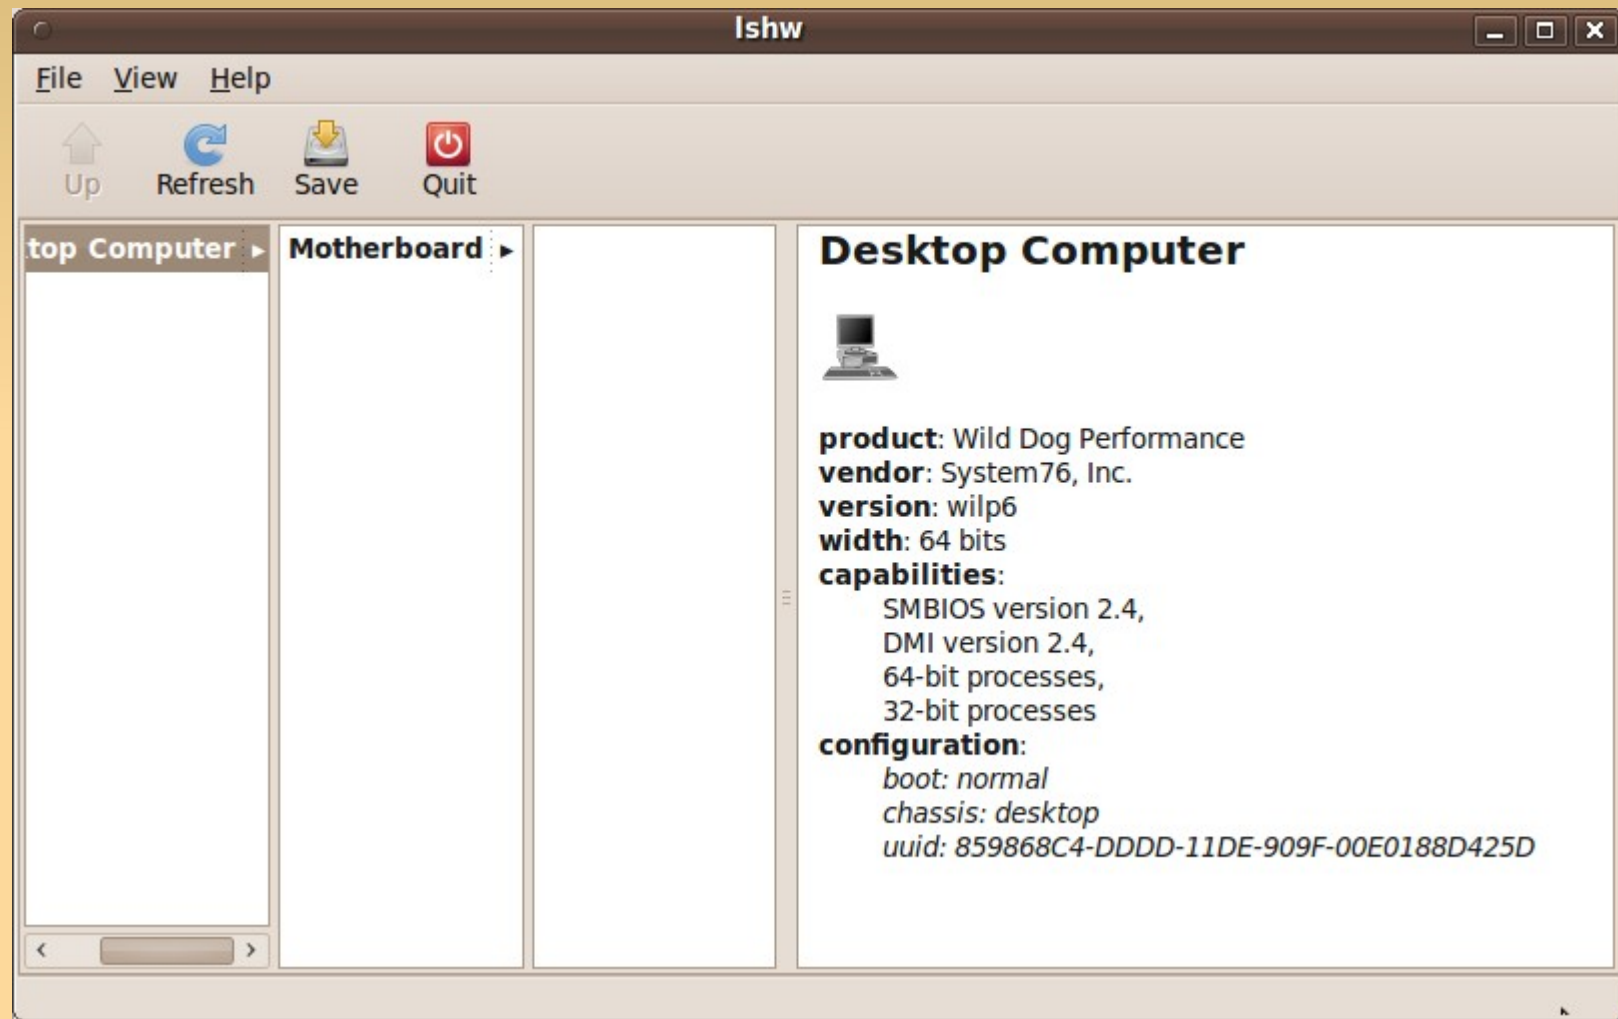 lshw
File View Help
Up Refresh Save Quit
top Computer
Motherboard
Desktop Computer
product: Wild Dog Performance
vendor: System76, Inc.
version: wilp6
width: 64 bits
capabilities:
SMBIOS version 2.4,
DMI version 2.4,
64-bit processes,
32-bit processes
configuration:
boot: normal
chassis: desktop
uuid: 859868C4-DDDD-11DE-909F-00E0188D425D